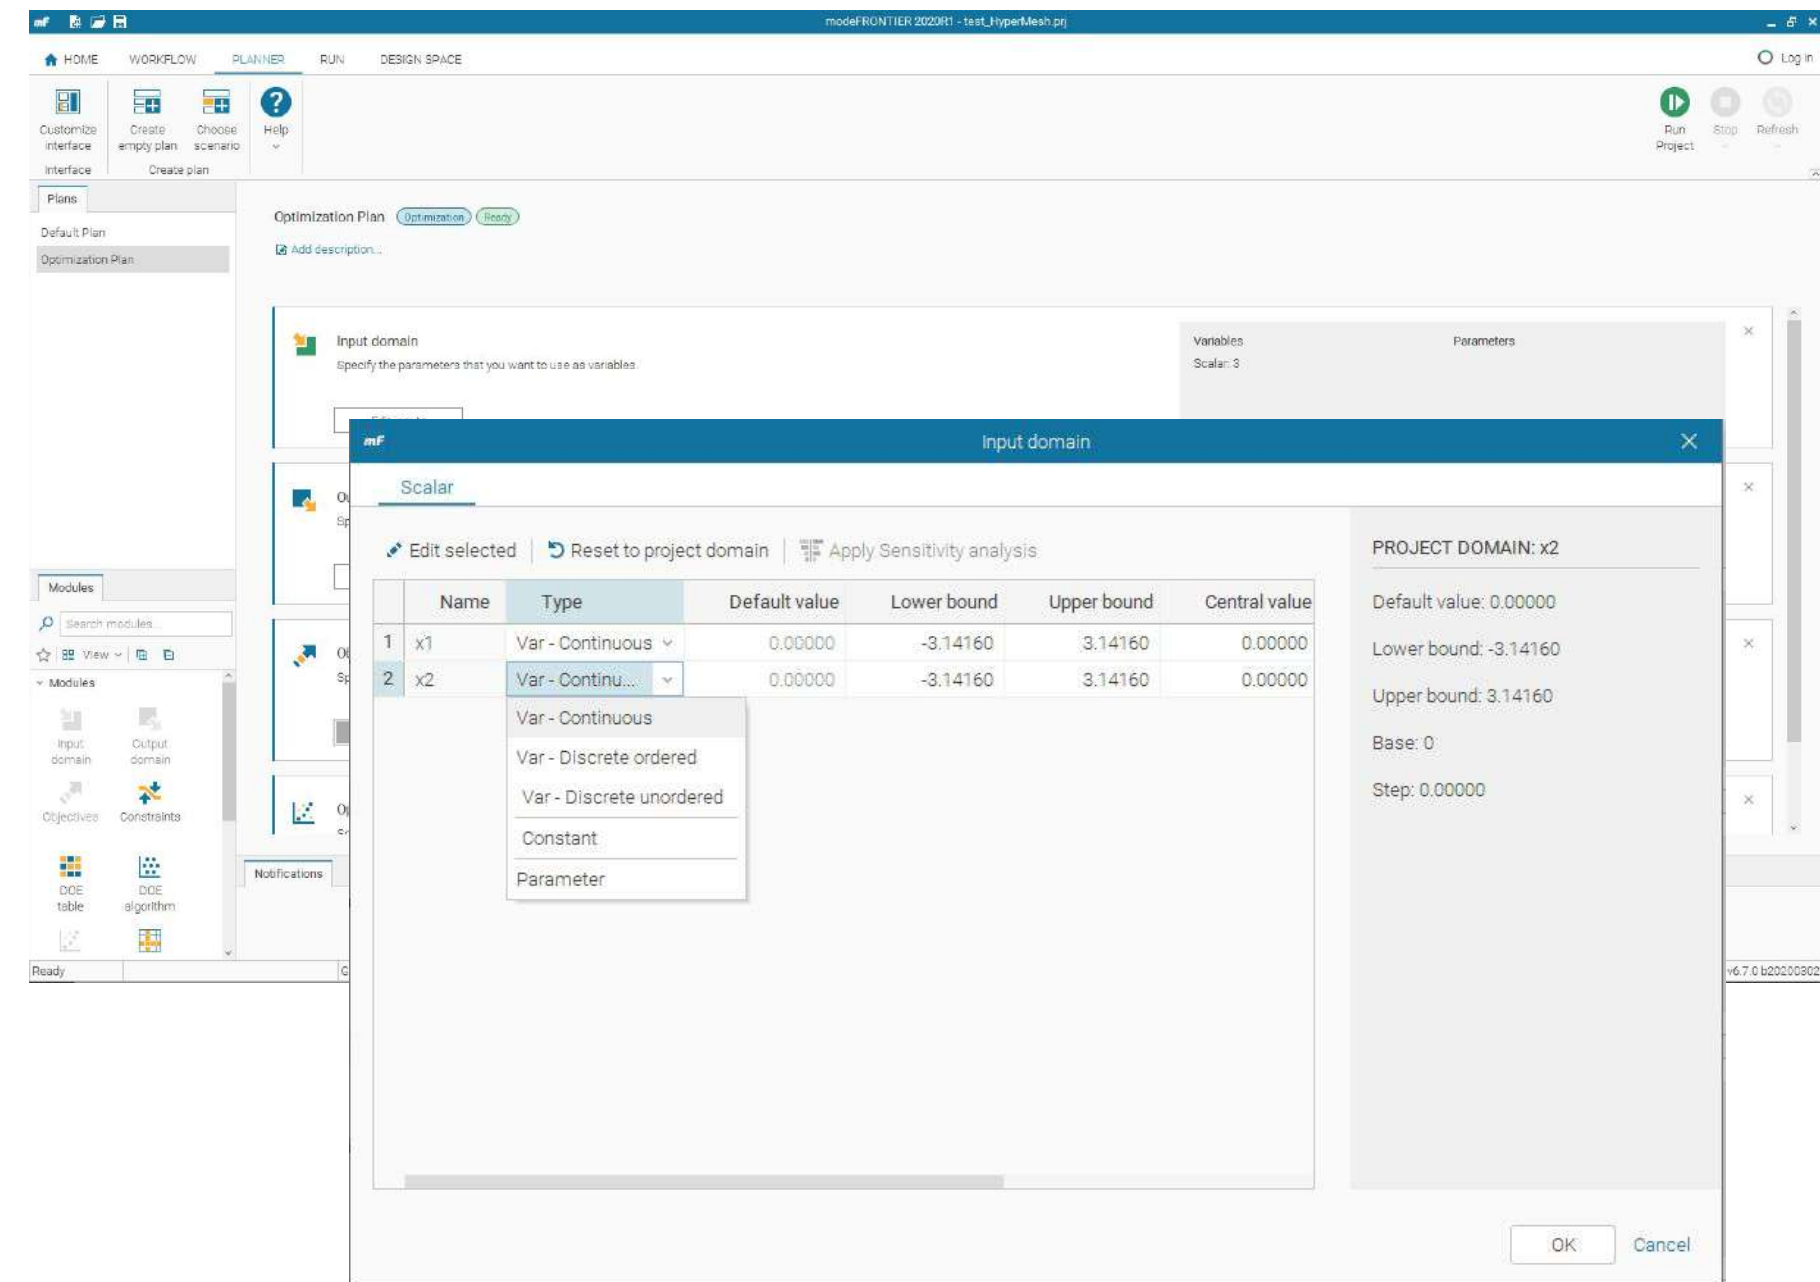 mF
modeFRONTIER 2020R1 - test_HyperMesh.prj
HOME WORKFLOW PLANNER RUN DESIGN SPACE
Log in
Customize interface
Create empty plan
Choose scenario
Help
Run Project
Stop
Refresh
Interface
Create plan
Plans
Default Plan
Optimization Plan
Optimization Plan Optimization Ready
Add description...
Input domain
Specify the parameters that you want to use as variables.
Variables
Scalar: 3
Parameters
mF
Input domain
Scalar
Edit selected
Reset to project domain
Apply Sensitivity analysis
Name Type Default value Lower bound Upper bound Central value
1 x1 Var - Continuous 0.00000 -3.14160 3.14160 0.00000
2 x2 Var - Continu... 0.00000 -3.14160 3.14160 0.00000
Var - Continuous
Var - Discrete ordered
Var - Discrete unordered
Constant
Parameter
PROJECT DOMAIN: x2
Default value: 0.00000
Lower bound: -3.14160
Upper bound: 3.14160
Base: 0
Step: 0.00000
OK
Cancel
Modules
Search modules...
View
Modules
Input domain
Output domain
Objectives
Constraints
DOE table
DOE algorithm
Notifications
Ready
v6.7.0 b20200302